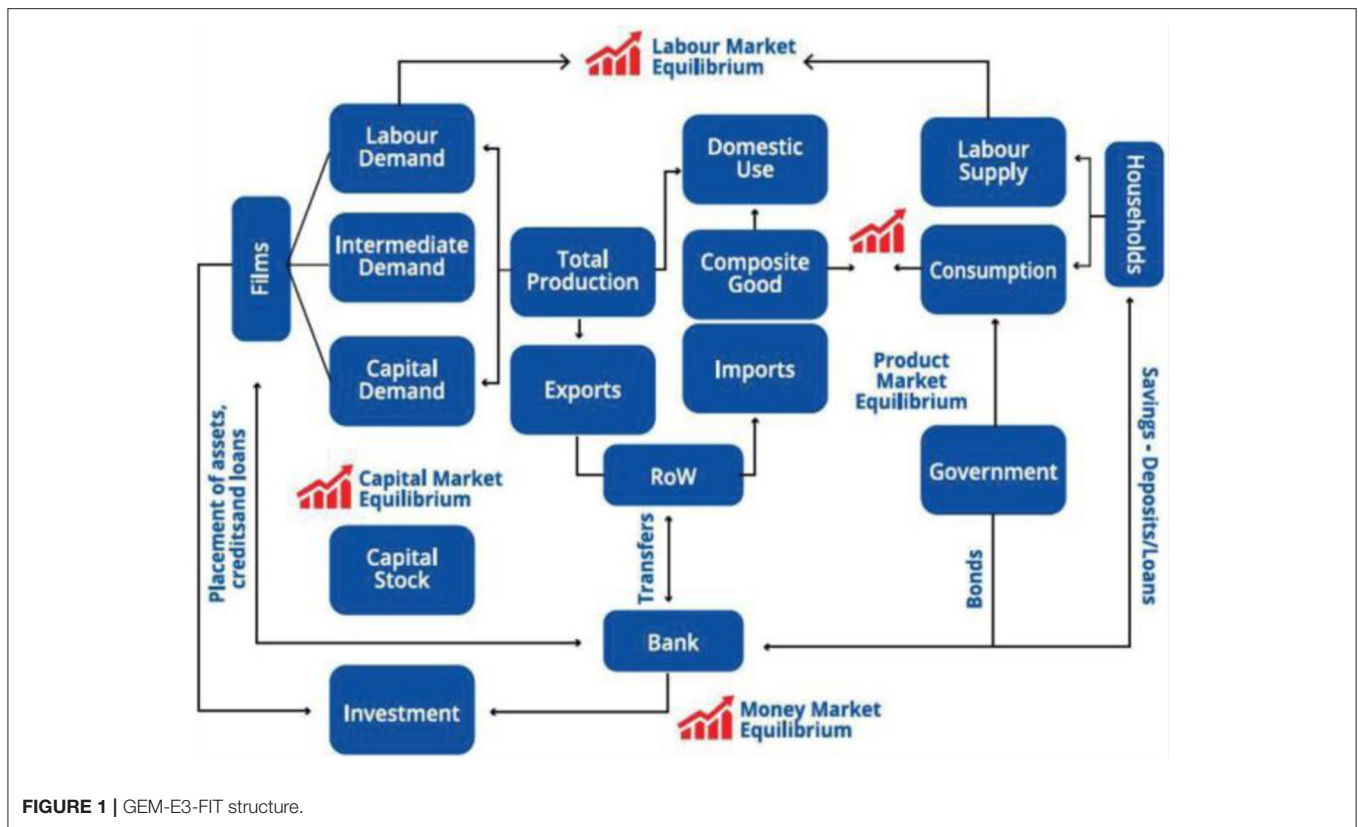 Labour Market
Equilibrium
Labour
Demand
Domestic
Use
Labour
Supply
Households
Films
Intermediate
Demand
Total
Production
Composite
Good
Consumption
Capital
Demand
Exports
Imports
Product
Market
Equilibrium
Placement of assets,
creditsand loans
Capital Market
Equilibrium
RoW
Government
Savings - Deposits/Loans
Capital
Stock
Transfers
Bonds
Bank
Investment
Money Market
Equilibrium
FIGURE 1 | GEM-E3-FIT structure.